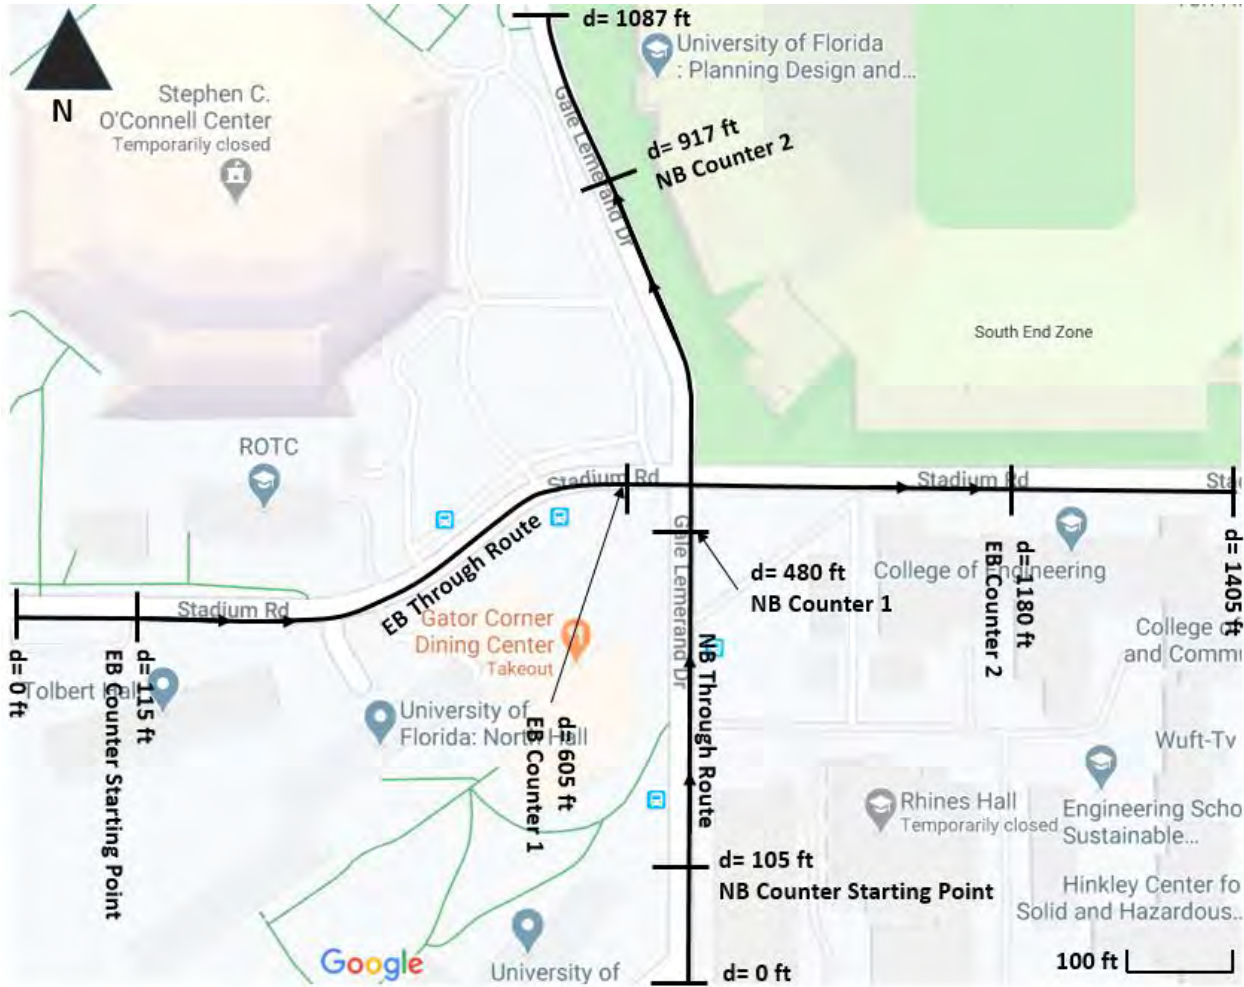 d= 1087 ft
University of Florida
: Planning Design and...
N
Stephen C.
O'Connell Center
Temporarily closed
Gale Lemerand Dr
d= 917 ft
NB Counter 2
South End Zone
ROTC
Stadium Rd
Stadium Rd
EB Through Route
Gale Lemerand Dr
d= 480 ft
NB Counter 1
College of Engineering
d= 1180 ft
EB Counter 2
d= 1405 ft
College
and
Stadium Rd
Gator Corner
Dining Center
Takeout
NB Through Route
d= 0 ft
Tolbert
d= 115 ft
EB Counter Starting Point
University of
Florida: North Hall
d= 605 ft
EB Counter 1
Wuft-Tv
Rhines Hall
Temporarily closed
Engineering Scho
Sustainable...
d= 105 ft
NB Counter Starting Point
Hinkley Center fo
Solid and Hazardous...
Google
University of
d= 0 ft
100 ft